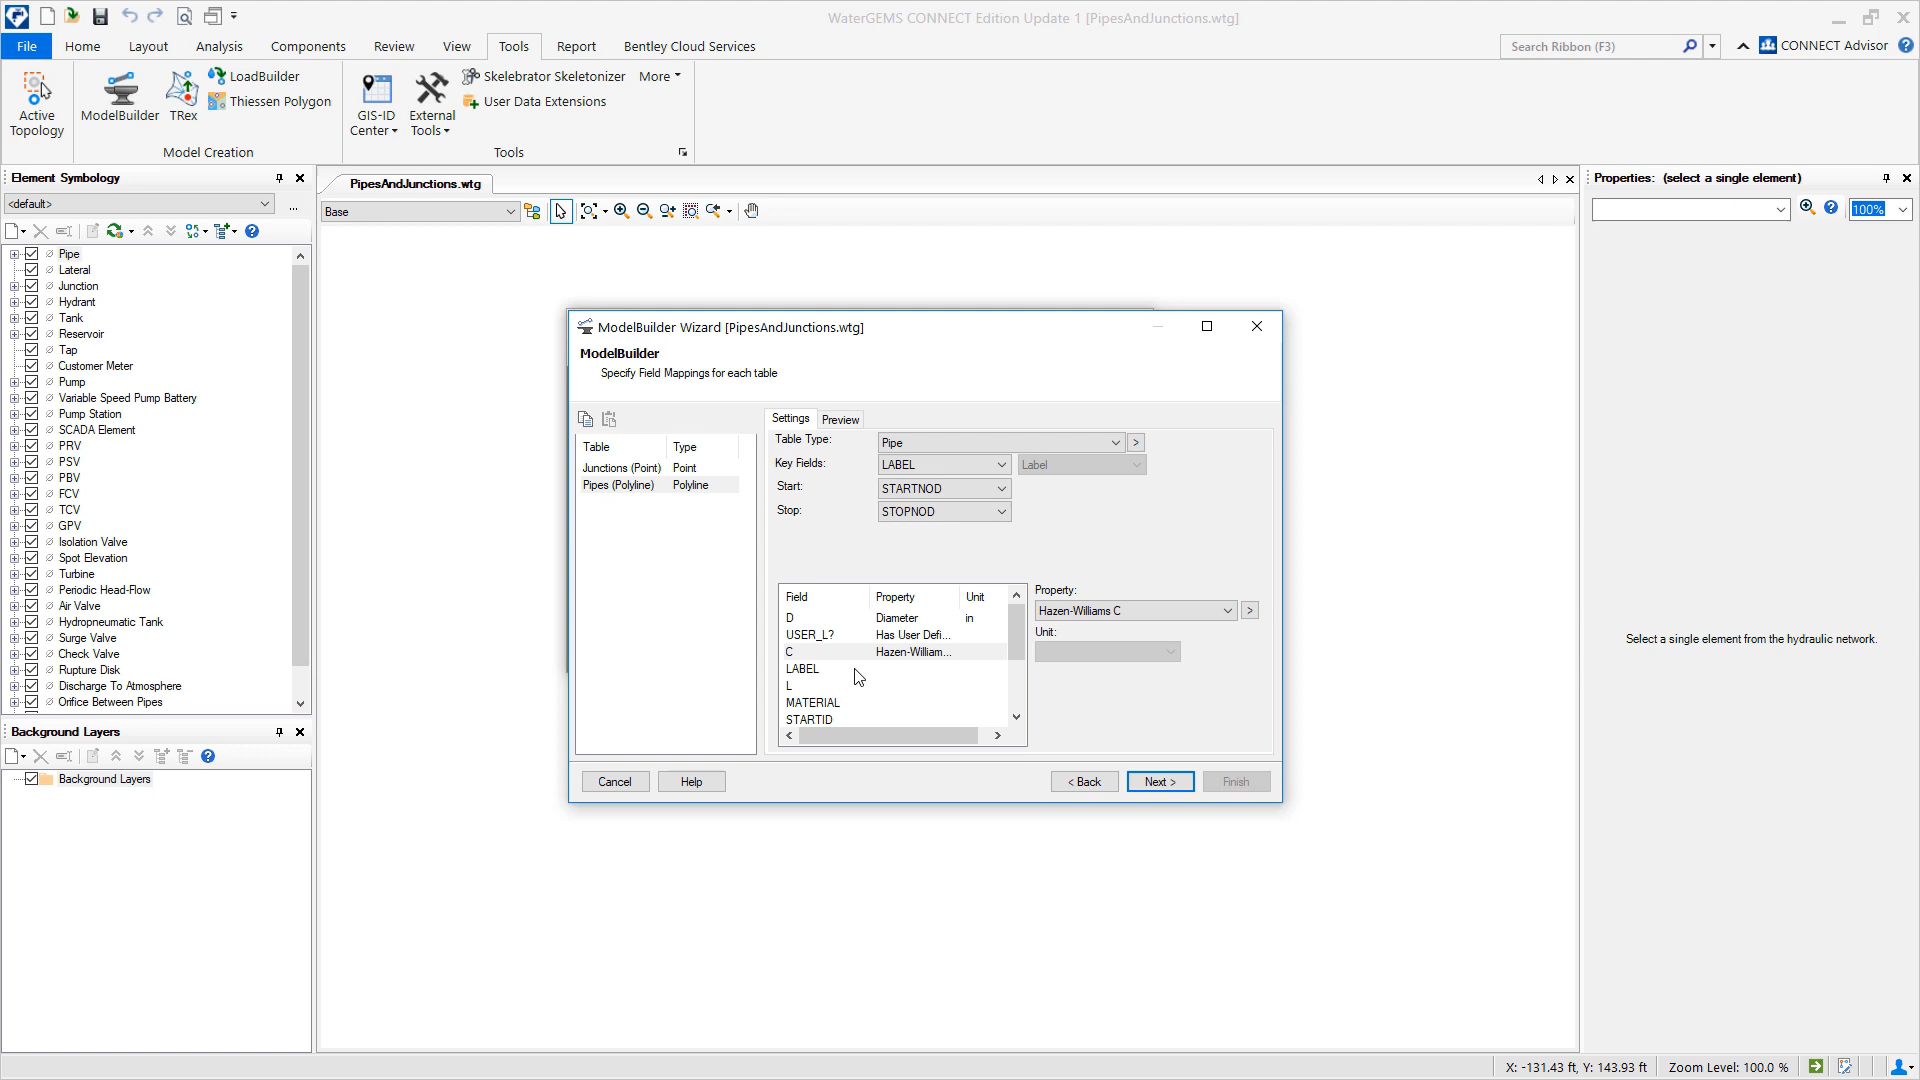 WaterGEMS CONNECT Edition Update 1 [PipesAndJunctions.wtg]
File Home Layout Analysis Components Review View Tools Report Bentley Cloud Services
Search Ribbon (F3)
CONNECT Advisor
Active Topology
ModelBuilder
TRex
LoadBuilder
Thiessen Polygon
Model Creation
GIS-ID Center
External Tools
Skelebrator Skeletonizer
More
User Data Extensions
Tools
Element Symbology
<default>
...
Pipe
Lateral
Junction
Hydrant
Tank
Reservoir
Tap
Customer Meter
Pump
Variable Speed Pump Battery
Pump Station
SCADA Element
PRV
PSV
PBV
FCV
TCV
GPV
Isolation Valve
Spot Elevation
Turbine
Periodic Head-Flow
Air Valve
Hydropneumatic Tank
Surge Valve
Check Valve
Rupture Disk
Discharge To Atmosphere
Orifice Between Pipes
Background Layers
Background Layers
PipesAndJunctions.wtg
Base
ModelBuilder Wizard [PipesAndJunctions.wtg]
ModelBuilder
Specify Field Mappings for each table
Table Type
Junctions (Point) Point
Pipes (Polyline) Polyline
Settings Preview
Table Type: Pipe >
Key Fields: LABEL Label
Start: STARTNOD
Stop: STOPNOD
Field Property Unit
D Diameter in
USER_L? Has User Defi...
C Hazen-William...
LABEL
L
MATERIAL
STARTID
Property:
Hazen-Williams C >
Unit:
Cancel Help < Back Next > Finish
Properties: (select a single element)
100%
Select a single element from the hydraulic network.
X: -131.43 ft, Y: 143.93 ft Zoom Level: 100.0 %